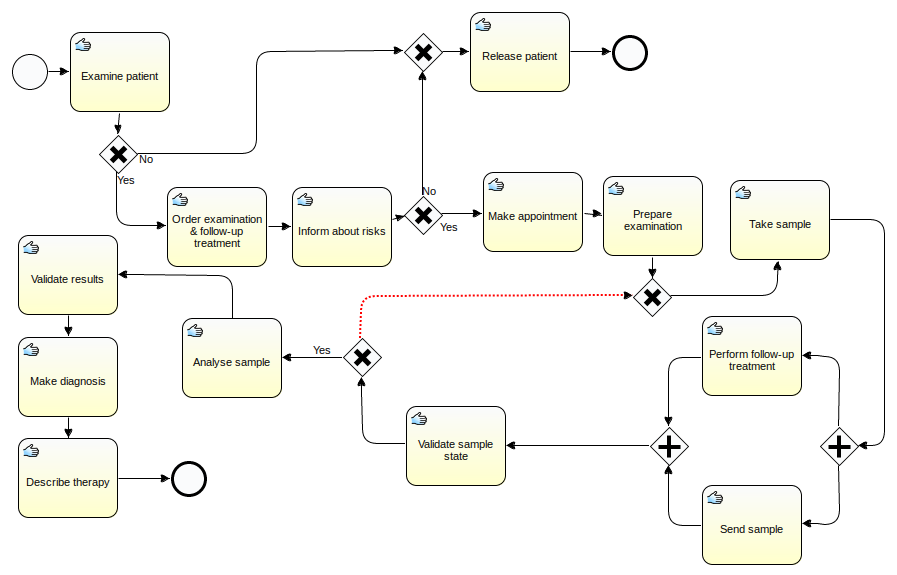 Examine patient
Release patient
No
Yes
Order examination
& follow-up
treatment
Inform about risks
No
Yes
Make appointment
Prepare
examination
Take sample
Validate results
Make diagnosis
Describe therapy
Analyse sample
Yes
Validate sample
state
Perform follow-up
treatment
Send sample